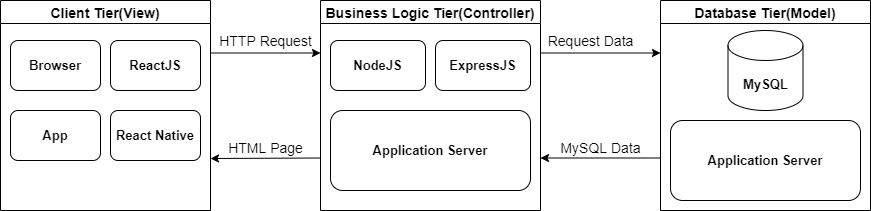 Client Tier(View)
Browser
ReactJS
App
React Native
HTTP Request
HTML Page
Business Logic Tier(Controller)
NodeJS
ExpressJS
Application Server
Request Data
MySQL Data
Database Tier(Model)
MySQL
Application Server